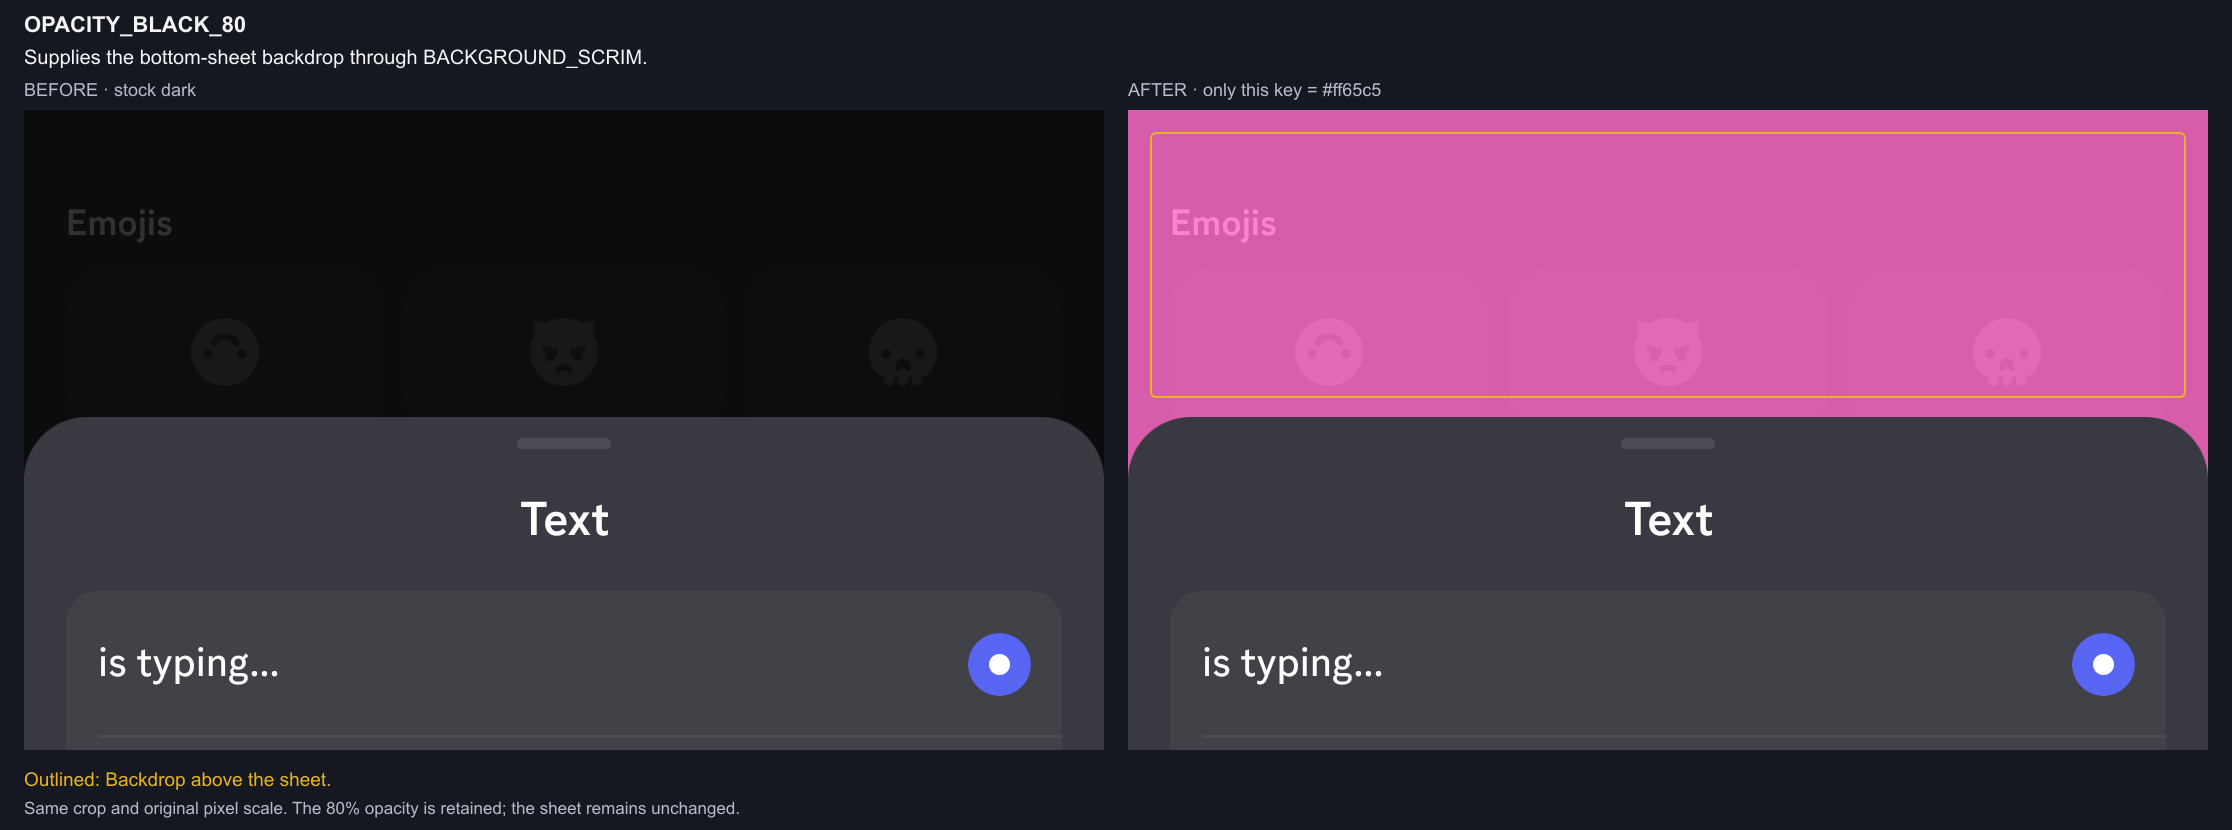 OPACITY_BLACK_80
Supplies the bottom-sheet backdrop through BACKGROUND_SCRIM.
BEFORE · stock dark
AFTER · only this key = #ff65c5
Emojis
Emojis
Text
Text
is typing...
is typing...
Outlined: Backdrop above the sheet.
Same crop and original pixel scale. The 80% opacity is retained; the sheet remains unchanged.